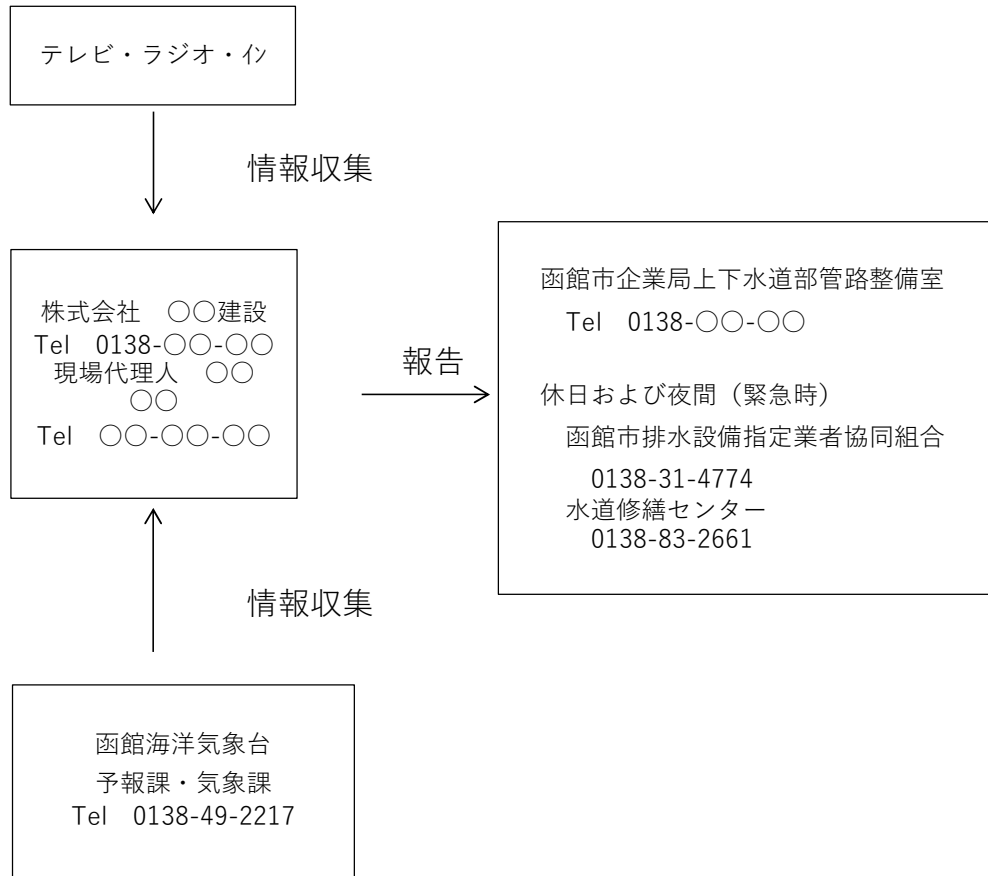 テレビ・ラジオ・イン
情報収集
株式会社　○○建設
Tel　0138-○○-○○
現場代理人　○○
○○
Tel　○○-○○-○○
報告
函館市企業局上下水道部管路整備室
Tel　0138-○○-○○
休日および夜間（緊急時）
函館市排水設備指定業者協同組合
0138-31-4774
水道修繕センター
0138-83-2661
情報収集
函館海洋気象台
予報課・気象課
Tel　0138-49-2217